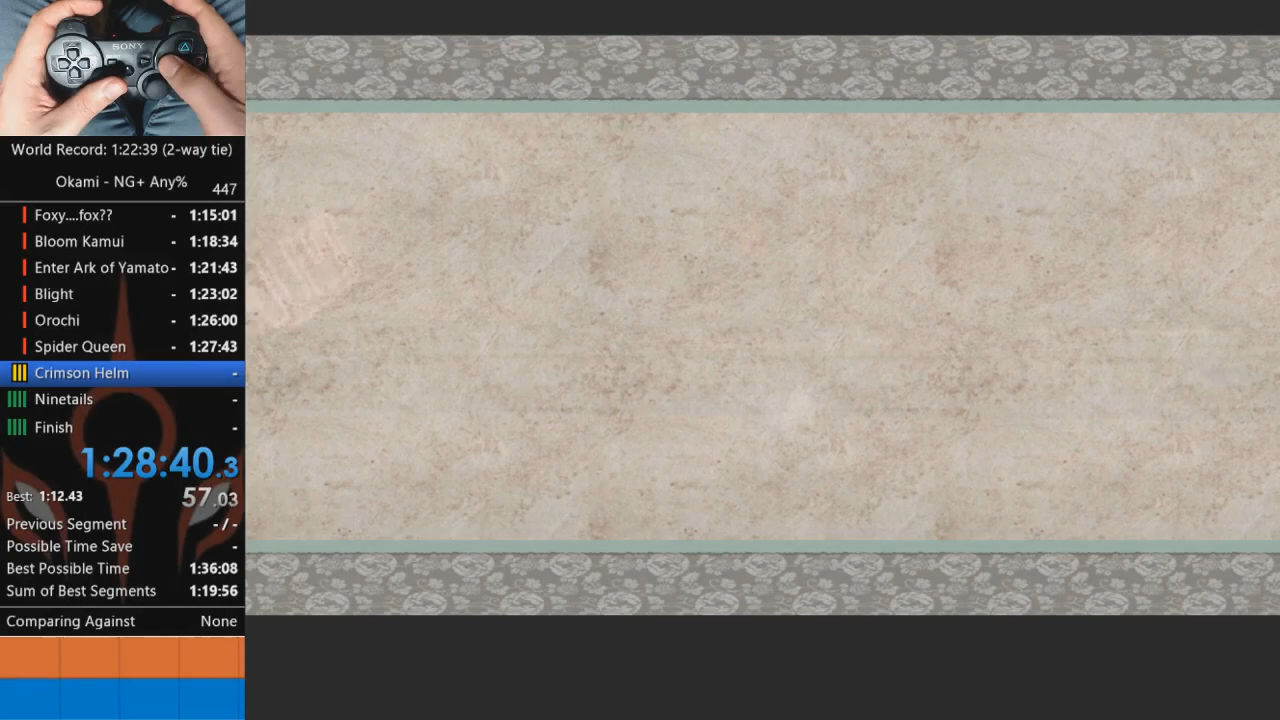 SONY
World Record: 1:22:39 (2-way tie)
Okami - NG+ Any% 447
Foxy....fox?? - 1:15:01
Bloom Kamui - 1:18:34
Enter Ark of Yamato - 1:21:43
Blight - 1:23:02
Orochi - 1:26:00
Spider Queen - 1:27:43
Crimson Helm -
Ninetails -
Finish -
1:28:40.3
Best: 1:12.43 57.03
Previous Segment - / -
Possible Time Save -
Best Possible Time 1:36:08
Sum of Best Segments 1:19:56
Comparing Against None